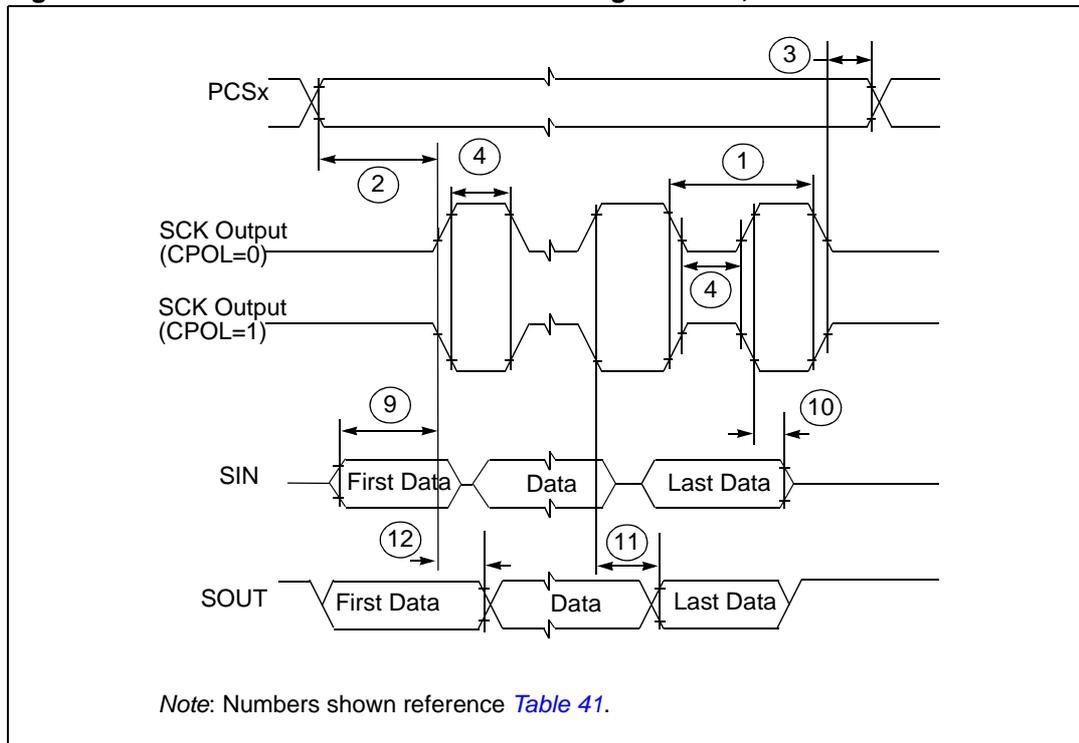 3
PCSx
4
1
2
SCK Output
(CPOL=0)
4
SCK Output
(CPOL=1)
9
10
SIN
First Data
Data
Last Data
12
11
SOUT
First Data
Data
Last Data
Note: Numbers shown reference Table 41.